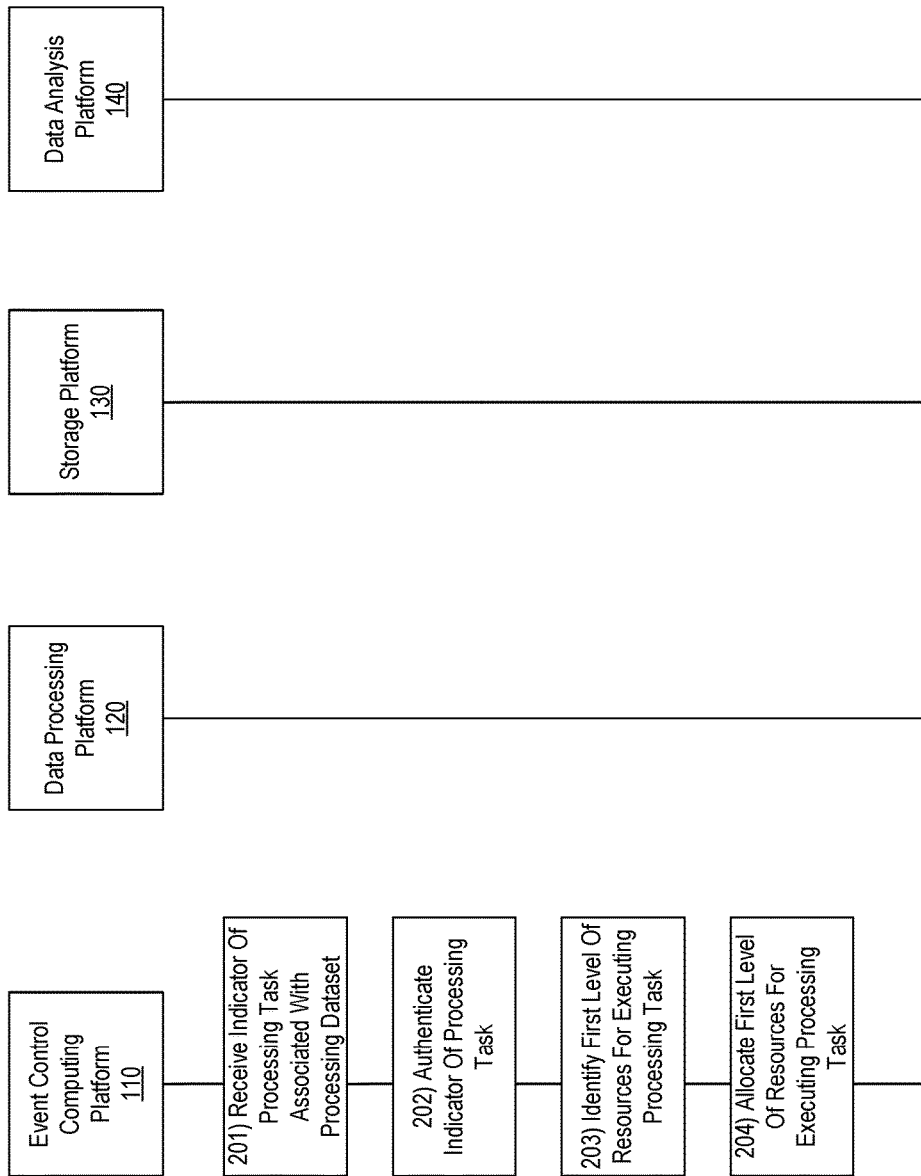 Event Control
Computing
Platform
110
Data Processing
Platform
120
Storage Platform
130
Data Analysis
Platform
140
201) Receive Indicator Of
Processing Task
Associated With
Processing Dataset
202) Authenticate
Indicator Of Processing
Task
203) Identify First Level Of
Resources For Executing
Processing Task
204) Allocate First Level
Of Resources For
Executing Processing
Task